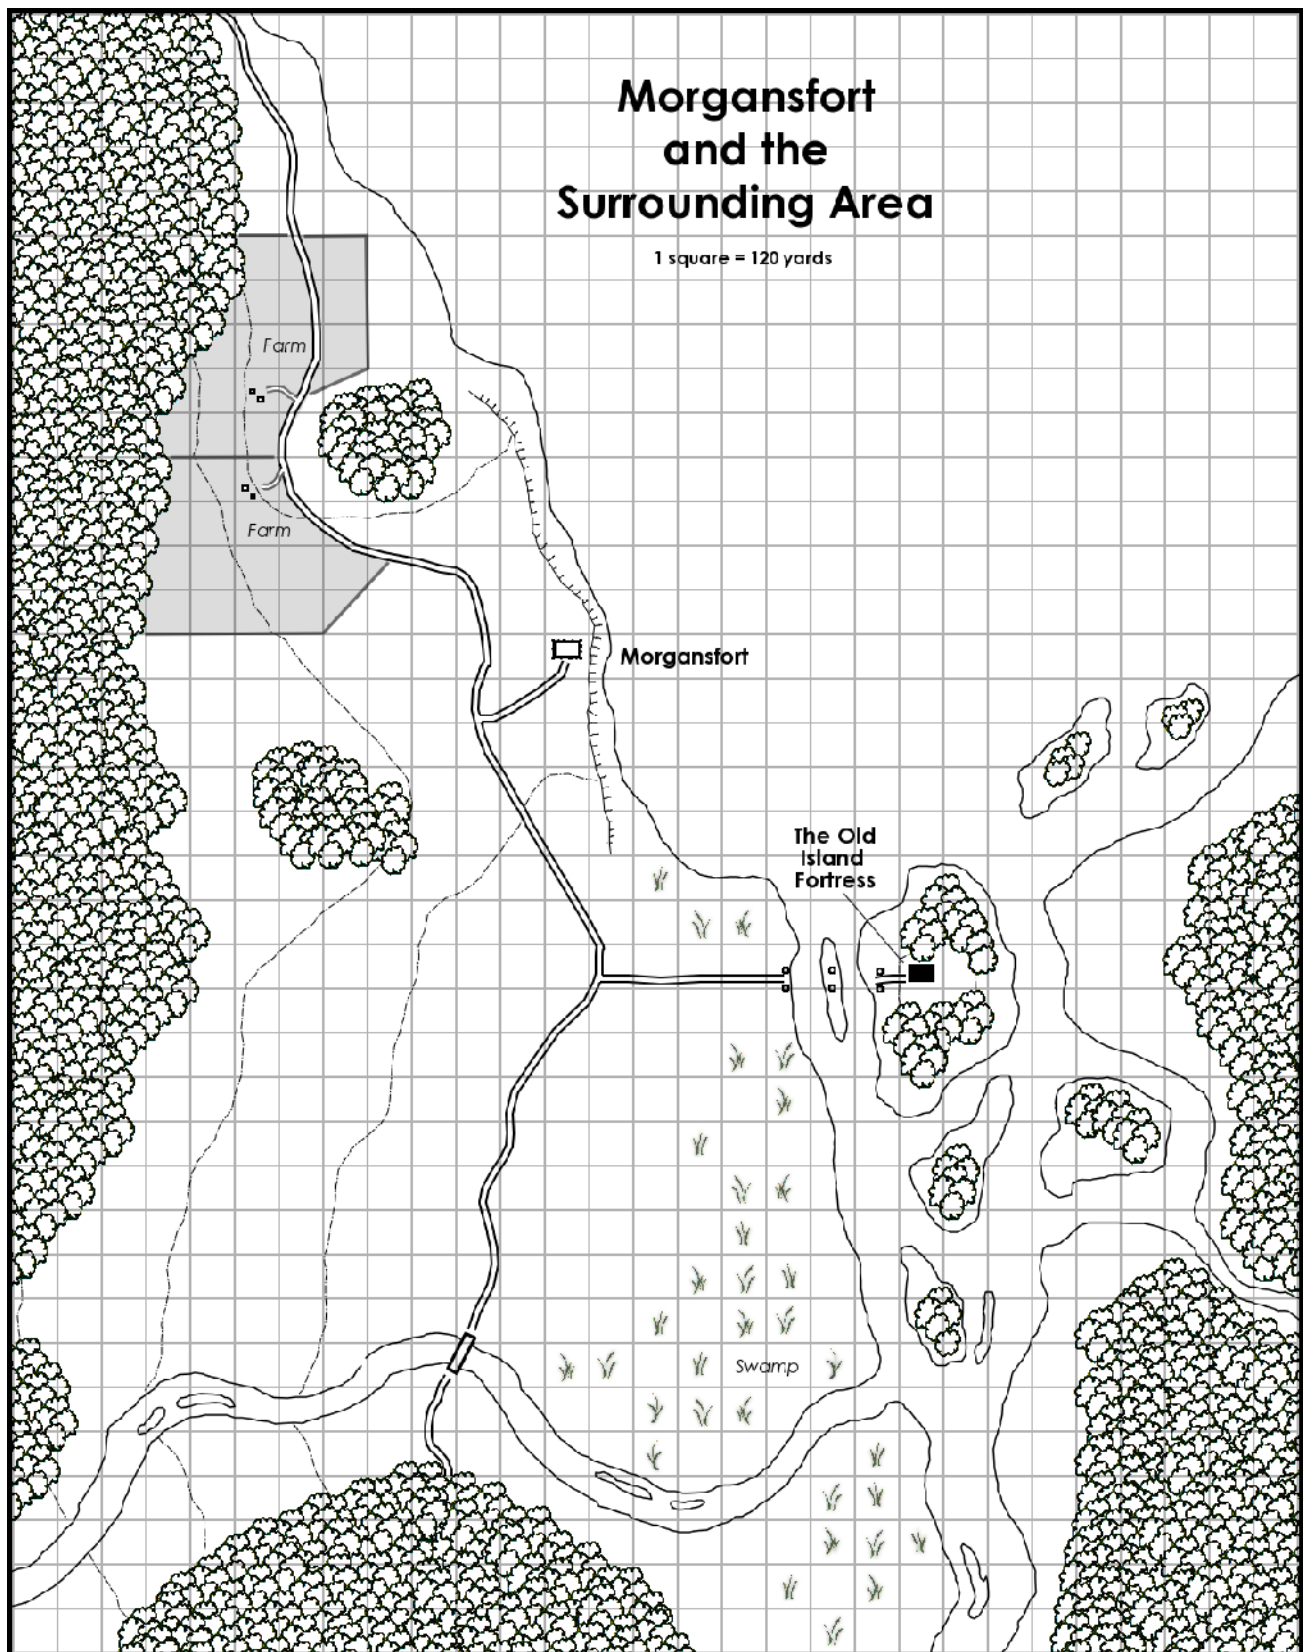 Morgansfort
and the
Surrounding Area
1 square = 120 yards
Farm
Farm
Morgansfort
The Old
Island
Fortress
Swamp